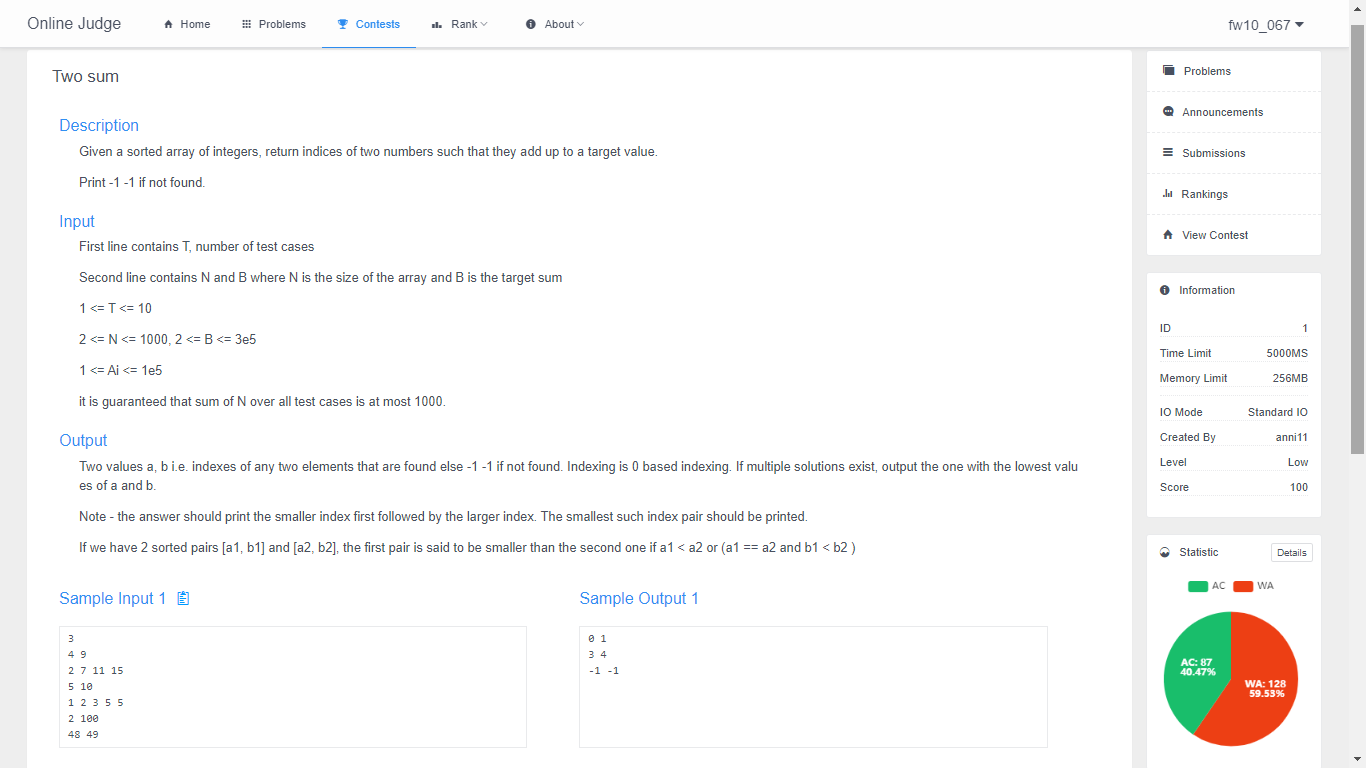 Online Judge
Home
Problems
Contests
Rank
About
fw10_067
Two sum
Description
Given a sorted array of integers, return indices of two numbers such that they add up to a target value.
Print -1 -1 if not found.
Input
First line contains T, number of test cases
Second line contains N and B where N is the size of the array and B is the target sum
1 <= T <= 10
2 <= N <= 1000, 2 <= B <= 3e5
1 <= Ai <= 1e5
it is guaranteed that sum of N over all test cases is at most 1000.
Output
Two values a, b i.e. indexes of any two elements that are found else -1 -1 if not found. Indexing is 0 based indexing. If multiple solutions exist, output the one with the lowest valu
es of a and b.
Note - the answer should print the smaller index first followed by the larger index. The smallest such index pair should be printed.
If we have 2 sorted pairs [a1, b1] and [a2, b2], the first pair is said to be smaller than the second one if a1 < a2 or (a1 == a2 and b1 < b2 )
Sample Input 1
3
4 9
2 7 11 15
5 10
1 2 3 5 5
2 100
48 49
Sample Output 1
0 1
3 4
-1 -1
Problems
Announcements
Submissions
Rankings
View Contest
Information
ID 1
Time Limit 5000MS
Memory Limit 256MB
IO Mode Standard IO
Created By anni11
Level Low
Score 100
Statistic Details
AC WA
AC: 87
40.47%
WA: 128
59.53%